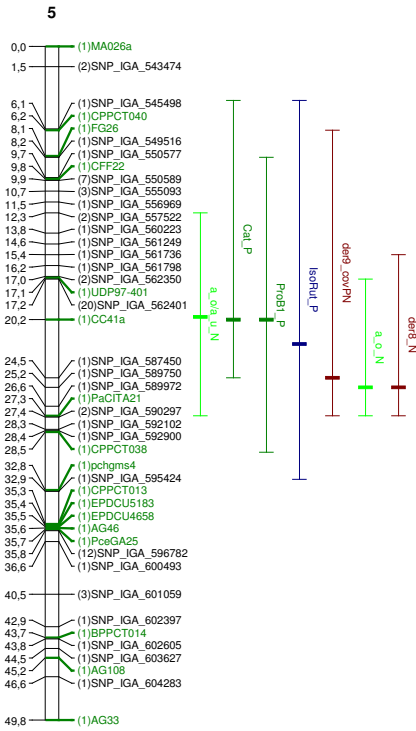 5
0,0 (1)MA026a
1,5 (2)SNP_IGA_543474
6,1 (1)SNP_IGA_545498
6,2 (1)CPPCT040
8,1 (1)FG26
8,2 (1)SNP_IGA_549516
9,7 (1)SNP_IGA_550577
9,8 (1)CFF22
9,9 (7)SNP_IGA_550589
10,7 (3)SNP_IGA_555093
11,5 (1)SNP_IGA_556969
12,3 (2)SNP_IGA_557522
13,8 (1)SNP_IGA_560223
14,6 (1)SNP_IGA_561249
15,4 (1)SNP_IGA_561736
16,2 (1)SNP_IGA_561798
17,0 (2)SNP_IGA_562350
17,1 (1)UDP97-401
17,2 (20)SNP_IGA_562401
20,2 (1)CC41a
24,5 (1)SNP_IGA_587450
25,2 (1)SNP_IGA_589750
26,6 (1)SNP_IGA_589972
27,3 (1)PaCITA21
27,4 (2)SNP_IGA_590297
28,3 (1)SNP_IGA_592102
28,4 (1)SNP_IGA_592900
28,5 (1)CPPCT038
32,8 (1)pchgms4
32,9 (1)SNP_IGA_595424
35,3 (1)CPPCT013
35,4 (1)EPDCU5183
35,5 (1)EPDCU4658
35,6 (1)AG46
35,7 (1)PceGA25
35,8 (12)SNP_IGA_596782
36,6 (1)SNP_IGA_600493
40,5 (3)SNP_IGA_601059
42,9 (1)SNP_IGA_602397
43,7 (1)BPPCT014
43,8 (1)SNP_IGA_602605
44,5 (1)SNP_IGA_603627
45,2 (1)AG108
46,6 (1)SNP_IGA_604283
49,8 (1)AG33
a_o/a_u_N
Cat_P
ProB1_P
IsoRut_P
der9_covPN
a_o_N
der8_N